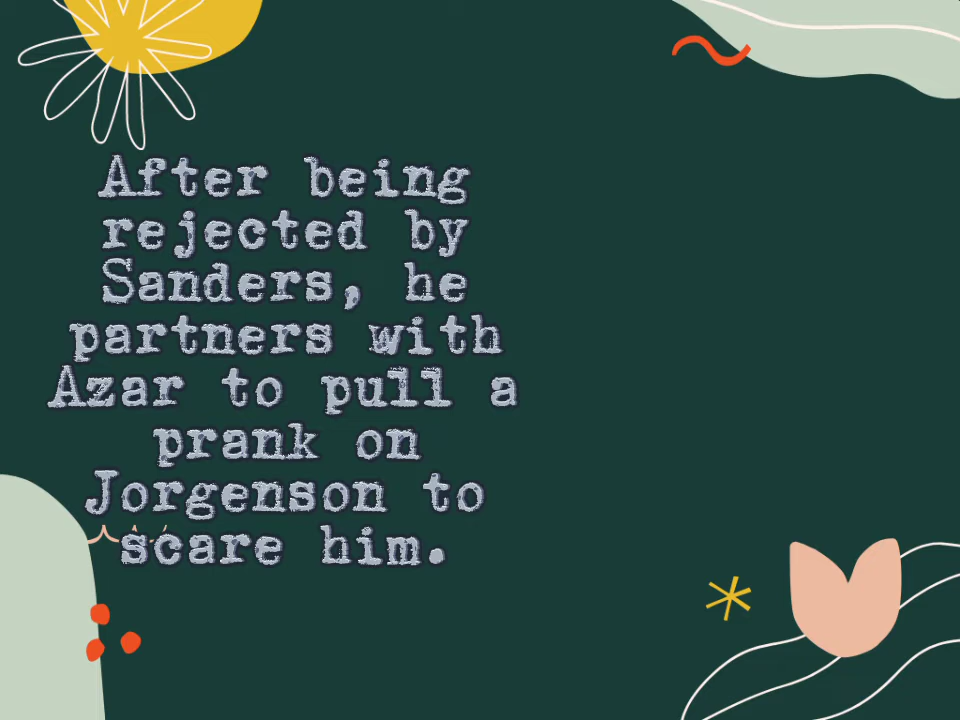 After being
rejected by
Sanders, he
partners with
Azar to pull a
prank on
Jorgenson to
scare him.